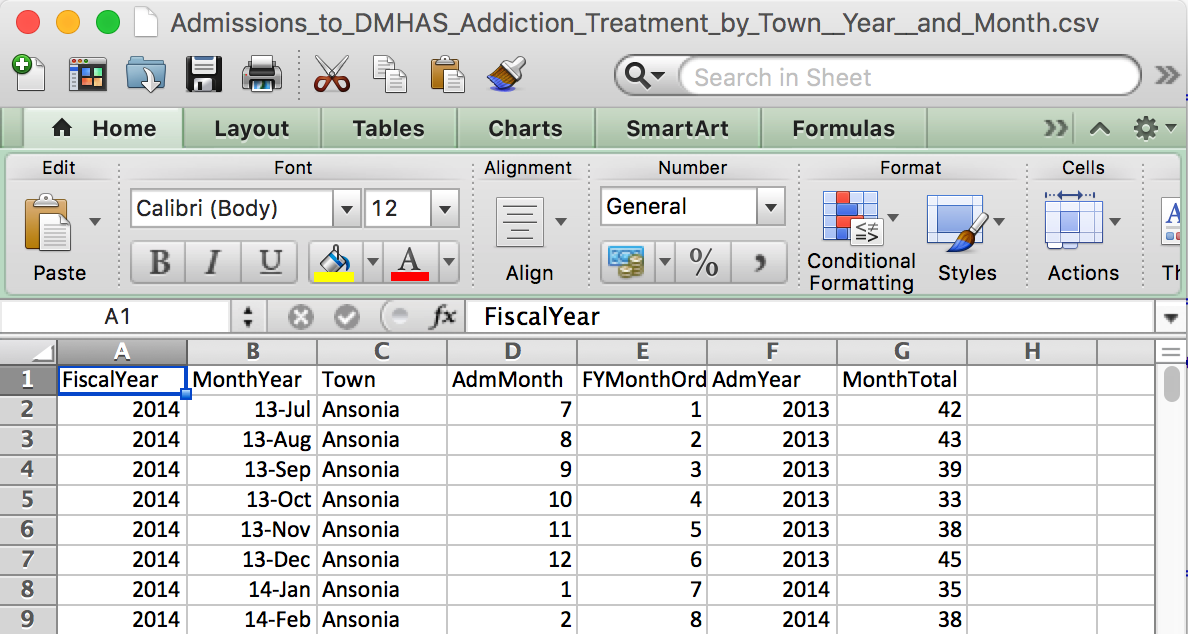 Admissions_to_DMHAS_Addiction_Treatment_by_Town__Year__and_Month.csv
Search in Sheet
Home Layout Tables Charts SmartArt Formulas
Edit Font Alignment Number Format Cells
Calibri (Body) 12 General
B I U A % ,
Paste Align Conditional Formatting Styles Actions Th
A1 fx FiscalYear
A B C D E F G H
1 FiscalYear MonthYear Town AdmMonth FYMonthOrd AdmYear MonthTotal
2 2014 13-Jul Ansonia 7 1 2013 42
3 2014 13-Aug Ansonia 8 2 2013 43
4 2014 13-Sep Ansonia 9 3 2013 39
5 2014 13-Oct Ansonia 10 4 2013 33
6 2014 13-Nov Ansonia 11 5 2013 38
7 2014 13-Dec Ansonia 12 6 2013 45
8 2014 14-Jan Ansonia 1 7 2014 35
9 2014 14-Feb Ansonia 2 8 2014 38